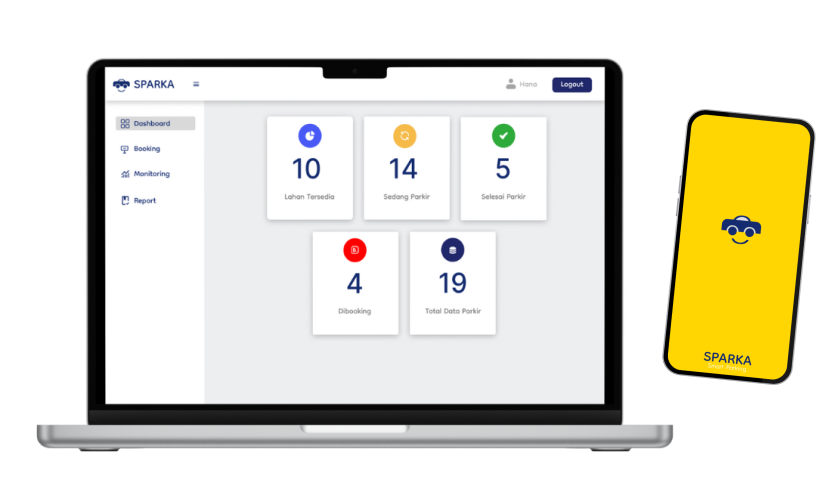 SPARKA
Hana
Logout
Dashboard
Booking
Monitoring
Report
10
Lahan Tersedia
14
Sedang Parkir
5
Selesai Parkir
4
Dibooking
19
Total Data Parkir
SPARKA
Smart Parking